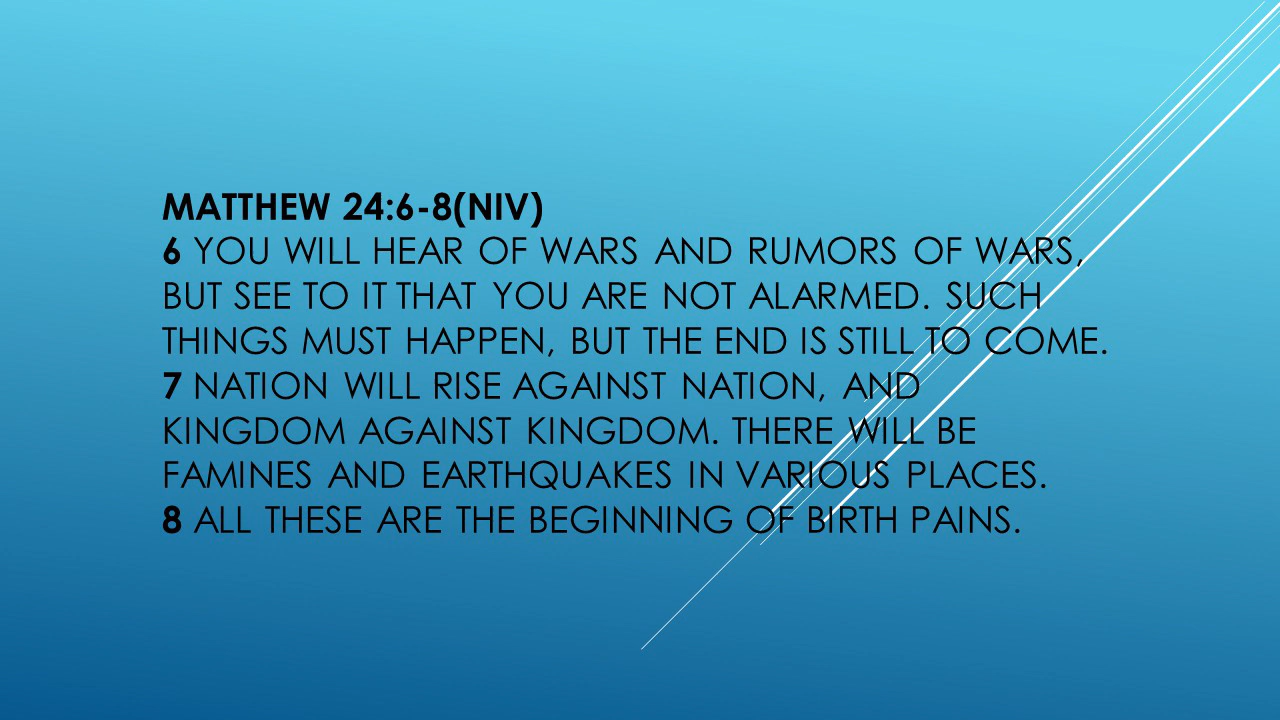 MATTHEW 24:6-8(NIV)
6 YOU WILL HEAR OF WARS AND RUMORS OF WARS,
BUT SEE TO IT THAT YOU ARE NOT ALARMED. SUCH
THINGS MUST HAPPEN, BUT THE END IS STILL TO COME.
7 NATION WILL RISE AGAINST NATION, AND
KINGDOM AGAINST KINGDOM. THERE WILL BE
FAMINES AND EARTHQUAKES IN VARIOUS PLACES.
8 ALL THESE ARE THE BEGINNING OF BIRTH PAINS.